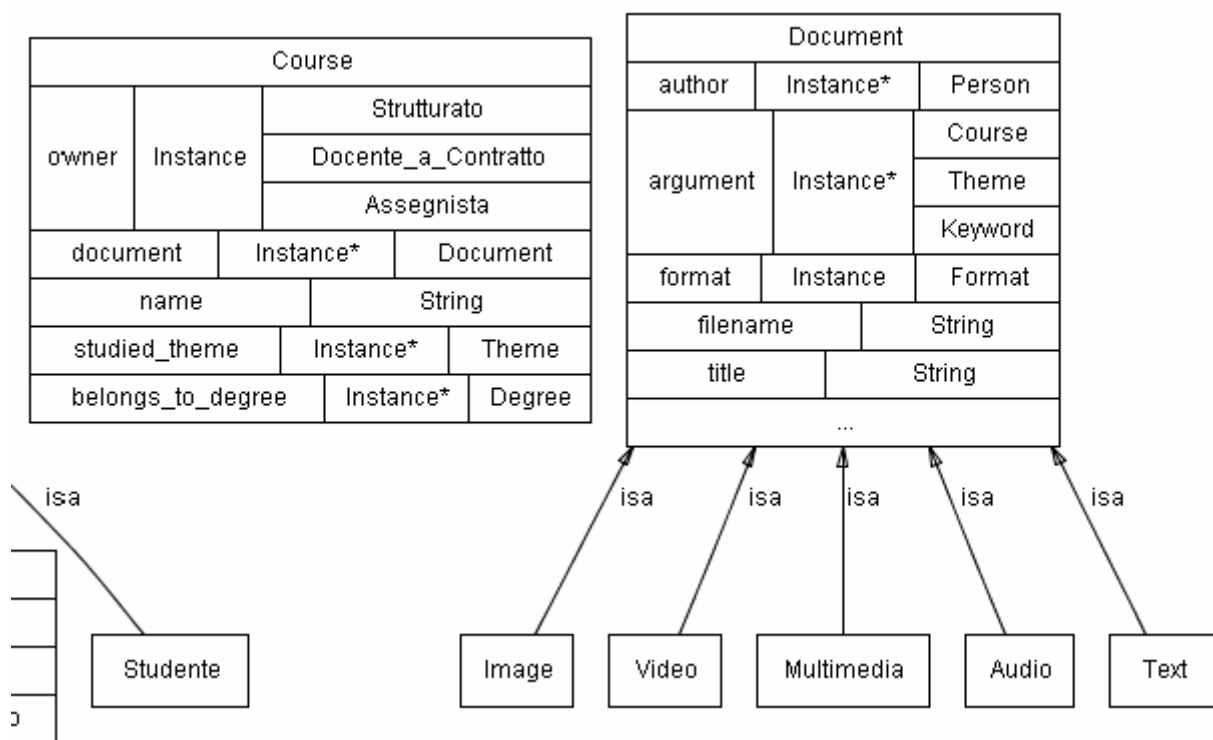 Course
owner Instance Strutturato
Docente_a_Contratto
Assegnista
document Instance* Document
name String
studied_theme Instance* Theme
belongs_to_degree Instance* Degree
Document
author Instance* Person
argument Instance* Course
Theme
Keyword
format Instance Format
filename String
title String
...
isa isa isa isa isa isa
Studente Image Video Multimedia Audio Text